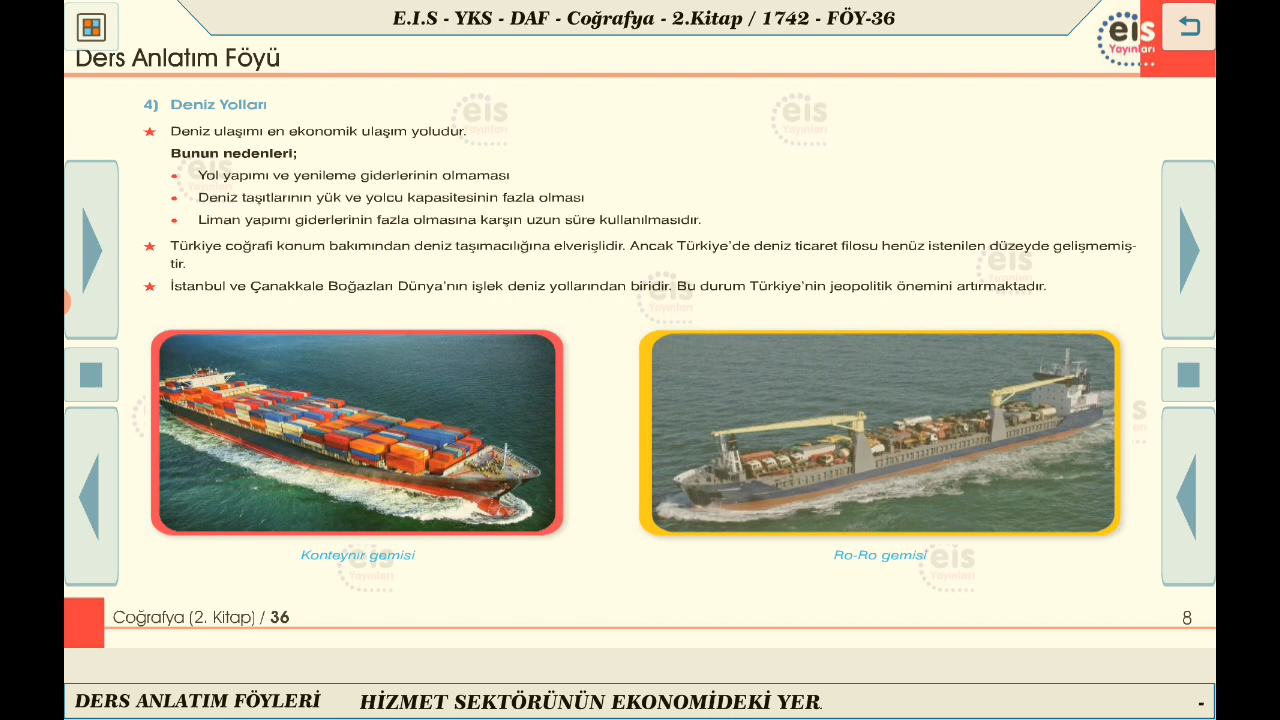 E.I.S - YKS - DAF - Coğrafya - 2.Kitap / 1742 - FÖY-36
eis
Yayınları
Ders Anlatım Föyü
4) Deniz Yolları
Deniz ulaşımı en ekonomik ulaşım yoludur.
Bunun nedenleri;
Yol yapımı ve yenileme giderlerinin olmaması
Deniz taşıtlarının yük ve yolcu kapasitesinin fazla olması
Liman yapımı giderlerinin fazla olmasına karşın uzun süre kullanılmasıdır.
Türkiye coğrafi konum bakımından deniz taşımacılığına elverişlidir. Ancak Türkiye'de deniz ticaret filosu henüz istenilen düzeyde gelişmemiş-
tir.
İstanbul ve Çanakkale Boğazları Dünya'nın işlek deniz yollarından biridir. Bu durum Türkiye'nin jeopolitik önemini artırmaktadır.
Konteynır gemisi
Ro-Ro gemisi
Coğrafya (2. Kitap) / 36
8
DERS ANLATIM FÖYLERİ HİZMET SEKTÖRÜNÜN EKONOMİDEKİ YER. -